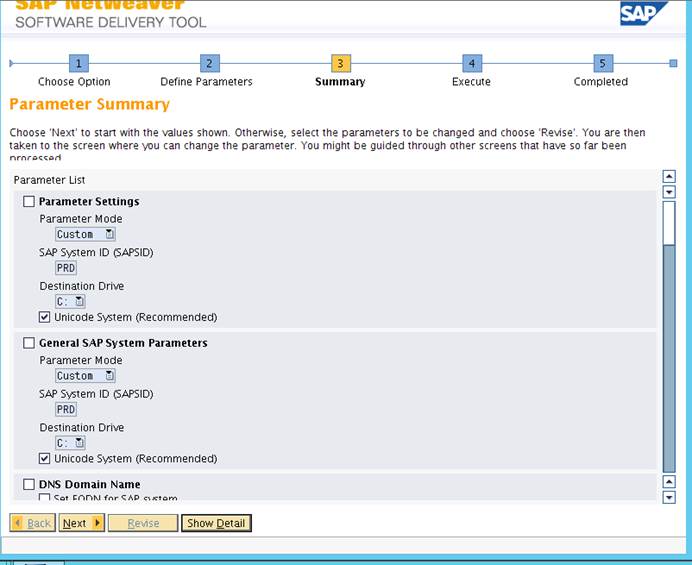 SAP NetWeaver
SOFTWARE DELIVERY TOOL
SAP
1 2 3 4 5
Choose Option Define Parameters Summary Execute Completed
Parameter Summary
Choose 'Next' to start with the values shown. Otherwise, select the parameters to be changed and choose 'Revise'. You are then
taken to the screen where you can change the parameter. You might be guided through other screens that have so far been
processed.
Parameter List
Parameter Settings
Parameter Mode
Custom
SAP System ID (SAPSID)
PRD
Destination Drive
C:
Unicode System (Recommended)
General SAP System Parameters
Parameter Mode
Custom
SAP System ID (SAPSID)
PRD
Destination Drive
C:
Unicode System (Recommended)
DNS Domain Name
Set FQDN for SAP system
Back Next Revise Show Detail